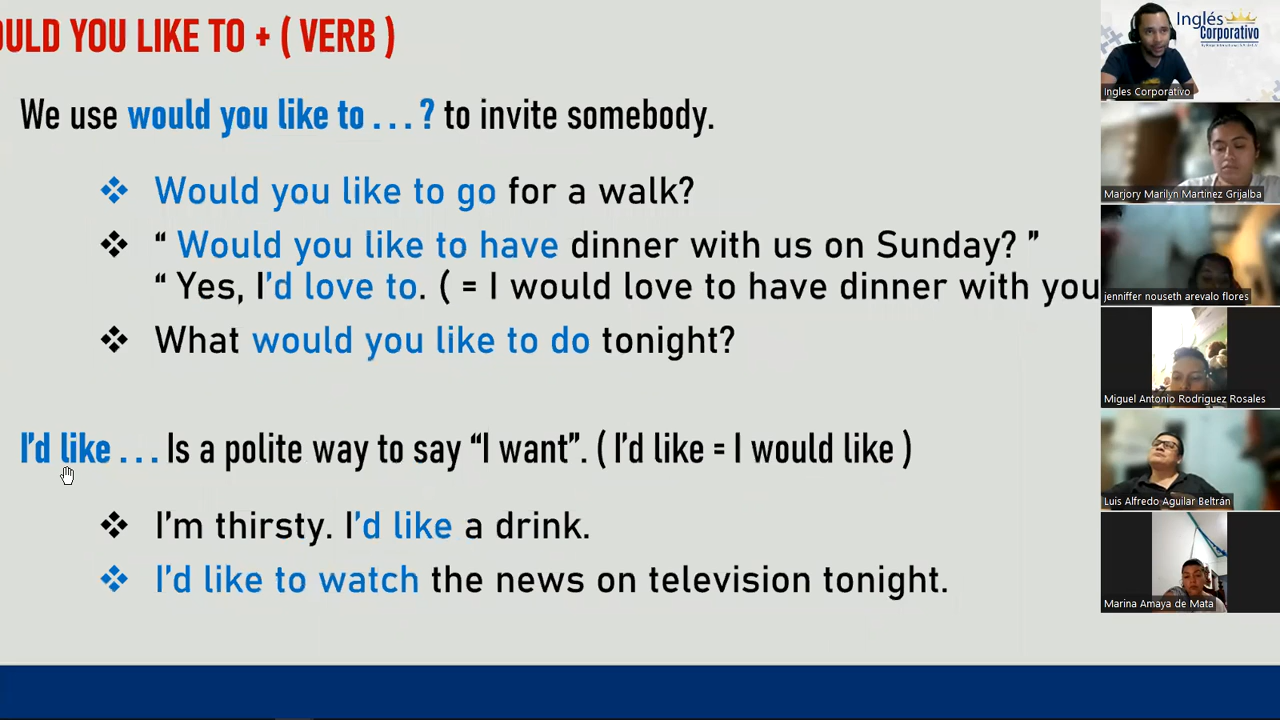 OULD YOU LIKE TO + ( VERB )
We use would you like to . . . ? to invite somebody.
❖ Would you like to go for a walk?
❖ “ Would you like to have dinner with us on Sunday? ”
“ Yes, I’d love to. ( = I would love to have dinner with you
❖ What would you like to do tonight?
I’d like . . . Is a polite way to say “I want”. ( I’d like = I would like )
❖ I’m thirsty. I’d like a drink.
❖ I’d like to watch the news on television tonight.
Inglés
Corporativo
Ingles Corporativo
Marjory Marilyn Martinez Grijalba
jenniffer nouseth arevalo flores
Miguel Antonio Rodriguez Rosales
Luis Alfredo Aguilar Beltrán
Marina Amaya de Mata